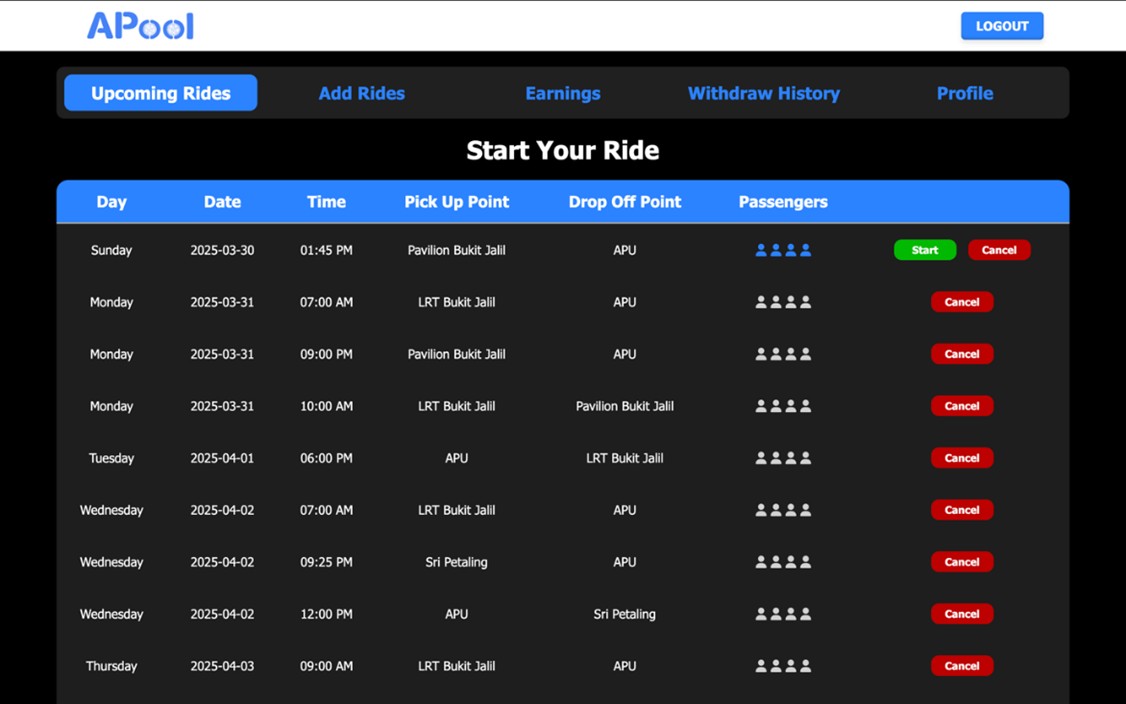 APool LOGOUT
Upcoming Rides Add Rides Earnings Withdraw History Profile
Start Your Ride
Day Date Time Pick Up Point Drop Off Point Passengers
Sunday 2025-03-30 01:45 PM Pavilion Bukit Jalil APU Start Cancel
Monday 2025-03-31 07:00 AM LRT Bukit Jalil APU Cancel
Monday 2025-03-31 09:00 PM Pavilion Bukit Jalil APU Cancel
Monday 2025-03-31 10:00 AM LRT Bukit Jalil Pavilion Bukit Jalil Cancel
Tuesday 2025-04-01 06:00 PM APU LRT Bukit Jalil Cancel
Wednesday 2025-04-02 07:00 AM LRT Bukit Jalil APU Cancel
Wednesday 2025-04-02 09:25 PM Sri Petaling APU Cancel
Wednesday 2025-04-02 12:00 PM APU Sri Petaling Cancel
Thursday 2025-04-03 09:00 AM LRT Bukit Jalil APU Cancel